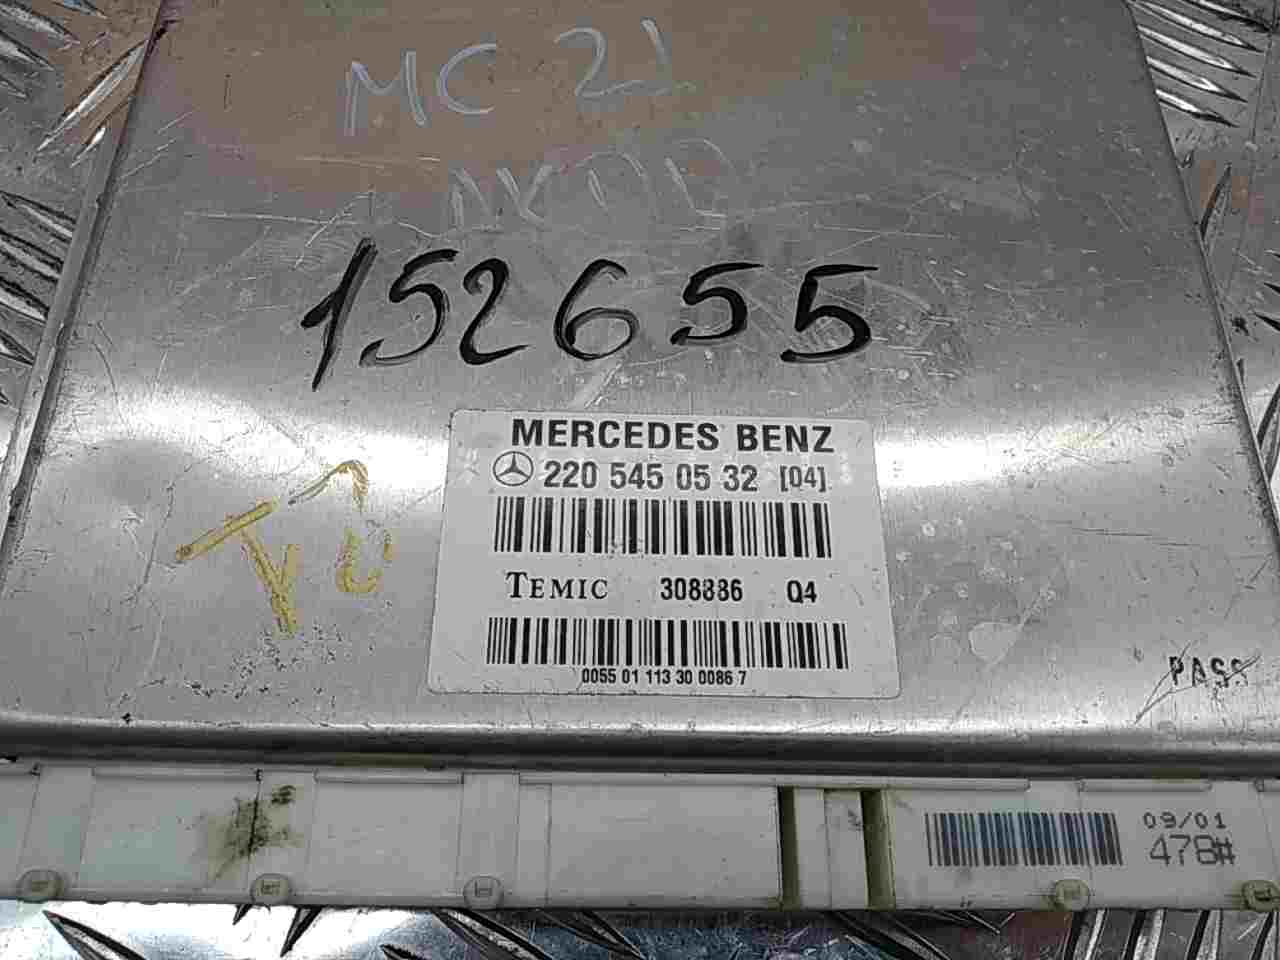 MC 21
152655
MERCEDES BENZ
220 545 05 32 [04]
TEMIC 308886 Q4
0055 01 113 30 0086 7
PASS
09/01
478#